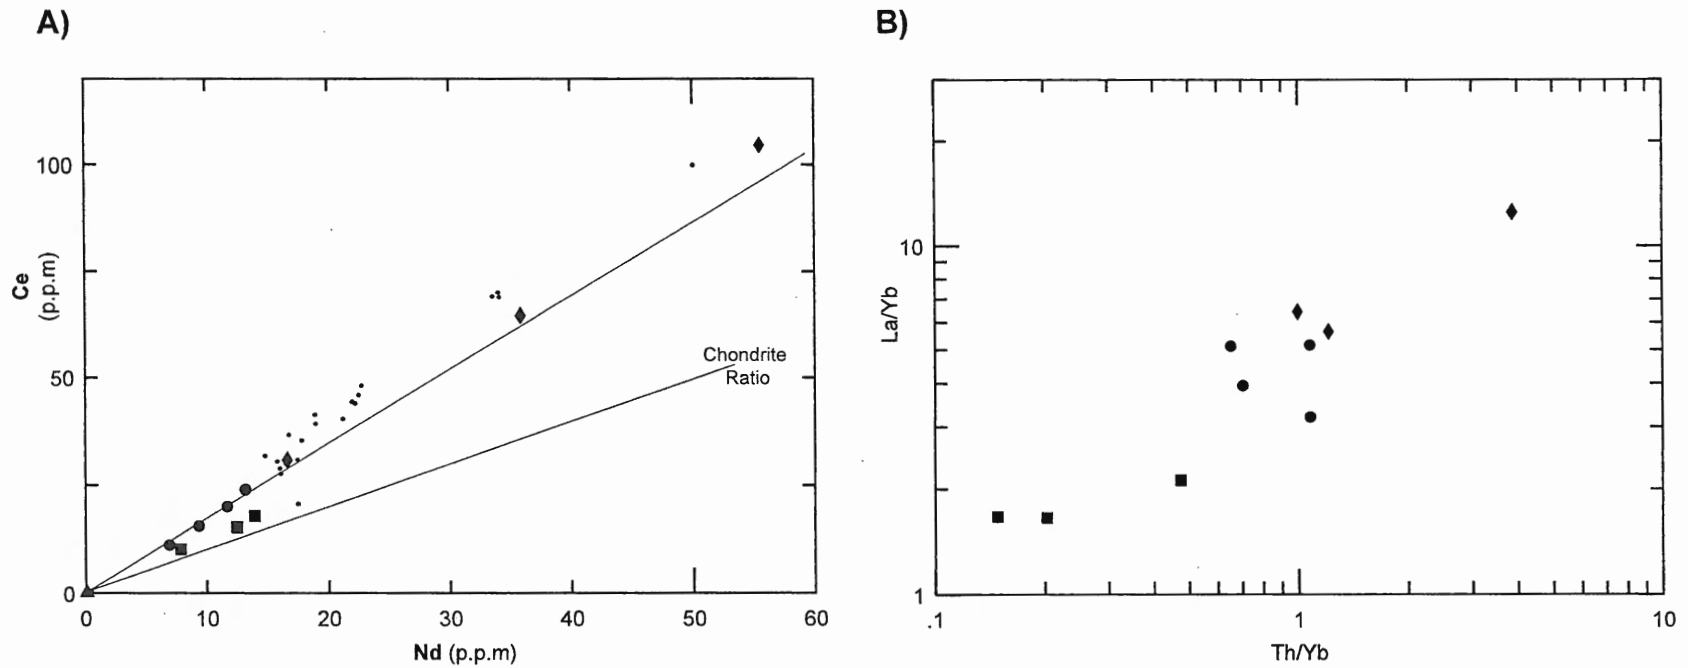 A)
B)
100
50
0
Ce
(p.p.m)
Chondrite
Ratio
0 10 20 30 40 50 60
Nd (p.p.m)
10
1
La/Yb
.1 1 10
Th/Yb